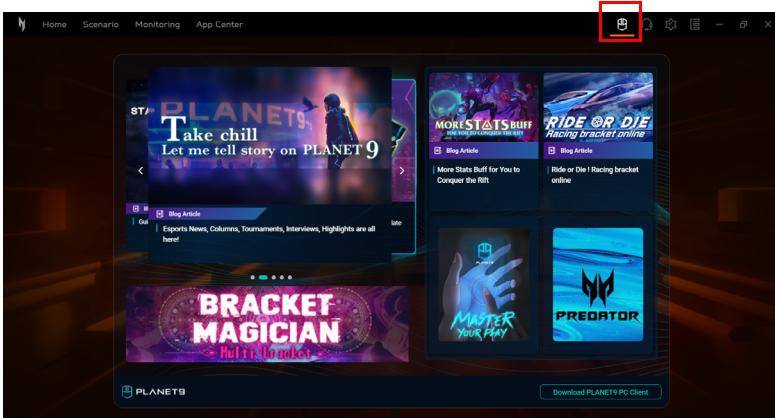 Home Scenario Monitoring App Center
PLANET9
Take chill
Let me tell story on PLANET 9
Blog Article
Esports News, Columns, Tournaments, Interviews, Highlights are all
here!
MORE STATS BUFF
FOR YOU TO CONQUER THE RIFT
Blog Article
More Stats Buff for You to
Conquer the Rift
RIDE OR DIE
Racing bracket online
Blog Article
Ride or Die ! Racing bracket
online
BRACKET
MAGICIAN
Multi-bracket
PLANET9
MASTER
YOUR PLAY
PREDATOR
PLANET9
Download PLANET9 PC Client